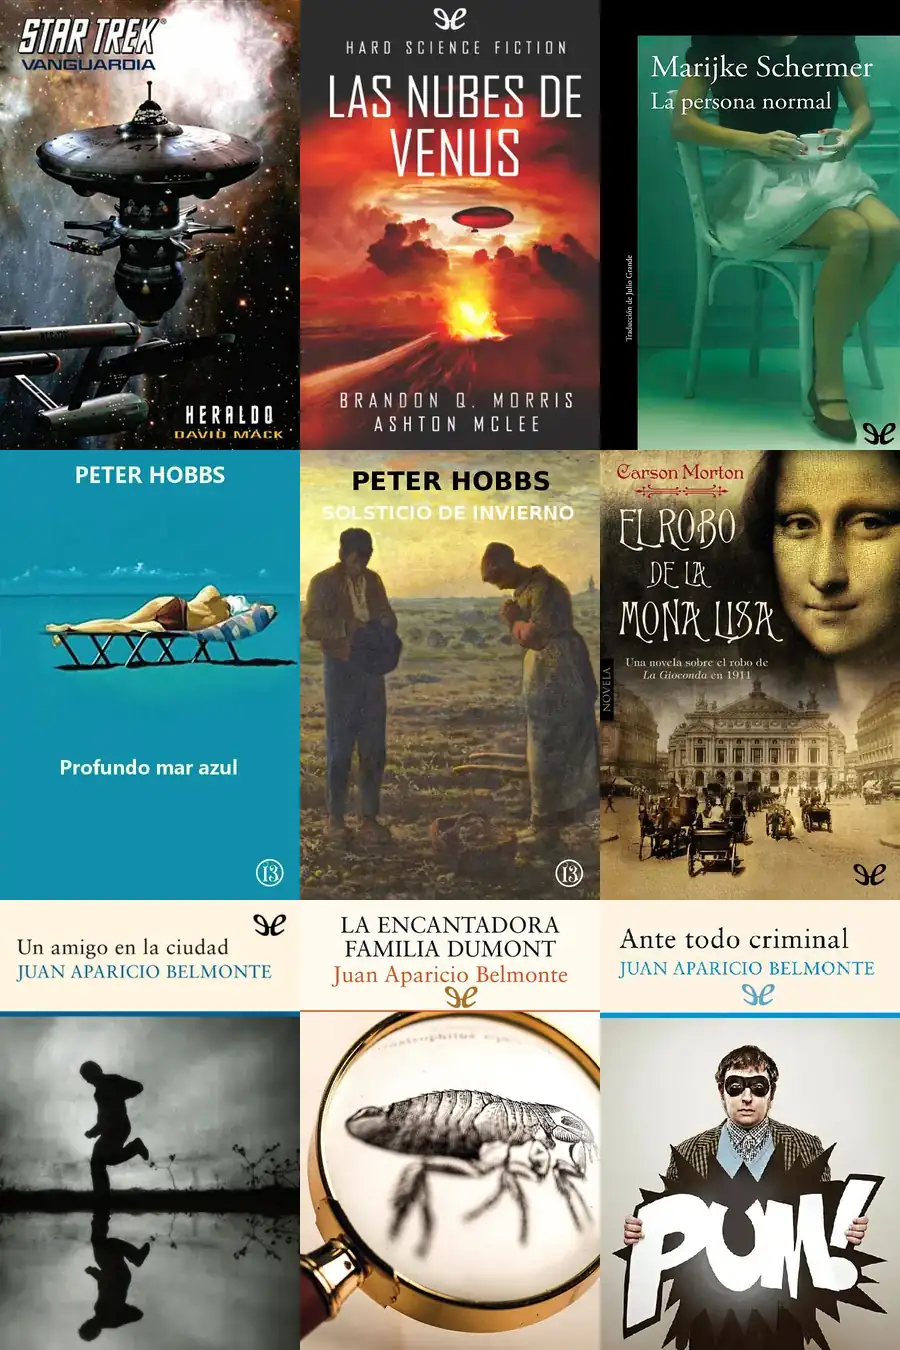 STAR TREK
VANGUARDIA
47
HERALDO
DAVID MACK
HARD SCIENCE FICTION
LAS NUBES DE
VENUS
BRANDON Q. MORRIS
ASHTON MCLEE
Marijke Schermer
La persona normal
Traducción de Julio Grande
PETER HOBBS
Profundo mar azul
13
PETER HOBBS
SOLSTICIO DE INVIERNO
13
Carson Morton
EL ROBO
DE LA
MONA LISA
Una novela sobre el robo de
La Gioconda en 1911
NOVELA
Un amigo en la ciudad
JUAN APARICIO BELMONTE
LA ENCANTADORA
FAMILIA DUMONT
Juan Aparicio Belmonte
Ante todo criminal
JUAN APARICIO BELMONTE
PUM!